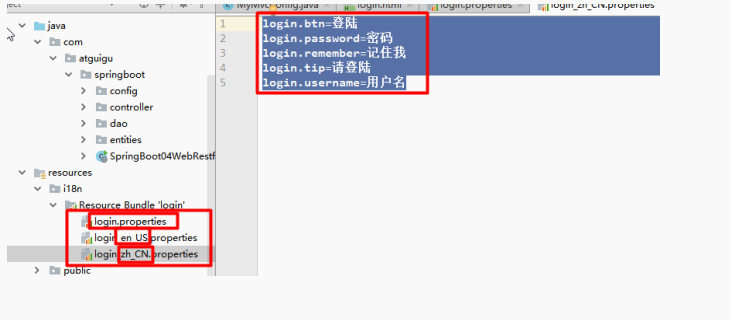 ject
MyMvcConfig.java
login.html
login.properties
login_zh_CN.properties
java
com
atguigu
springboot
config
controller
dao
entities
SpringBoot04WebRestf
resources
i18n
Resource Bundle 'login'
login.properties
login_en_US.properties
login_zh_CN.properties
public
1 login.btn=登陆
2 login.password=密码
3 login.remember=记住我
4 login.tip=请登陆
5 login.username=用户名